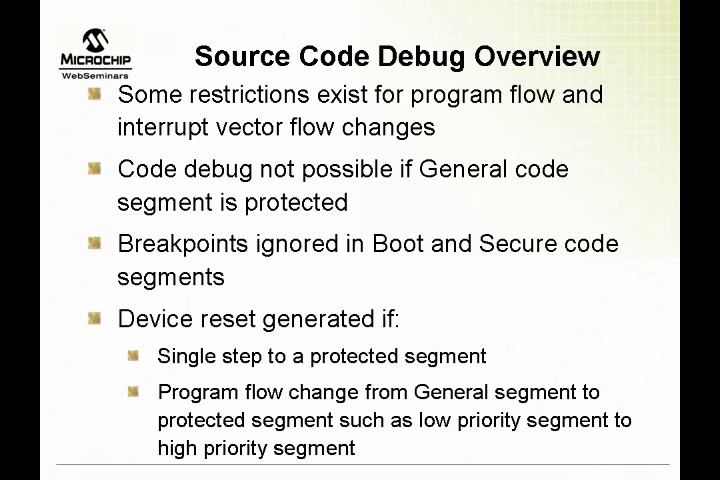 MICROCHIP
WebSeminars
Source Code Debug Overview
Some restrictions exist for program flow and
interrupt vector flow changes
Code debug not possible if General code
segment is protected
Breakpoints ignored in Boot and Secure code
segments
Device reset generated if:
Single step to a protected segment
Program flow change from General segment to
protected segment such as low priority segment to
high priority segment